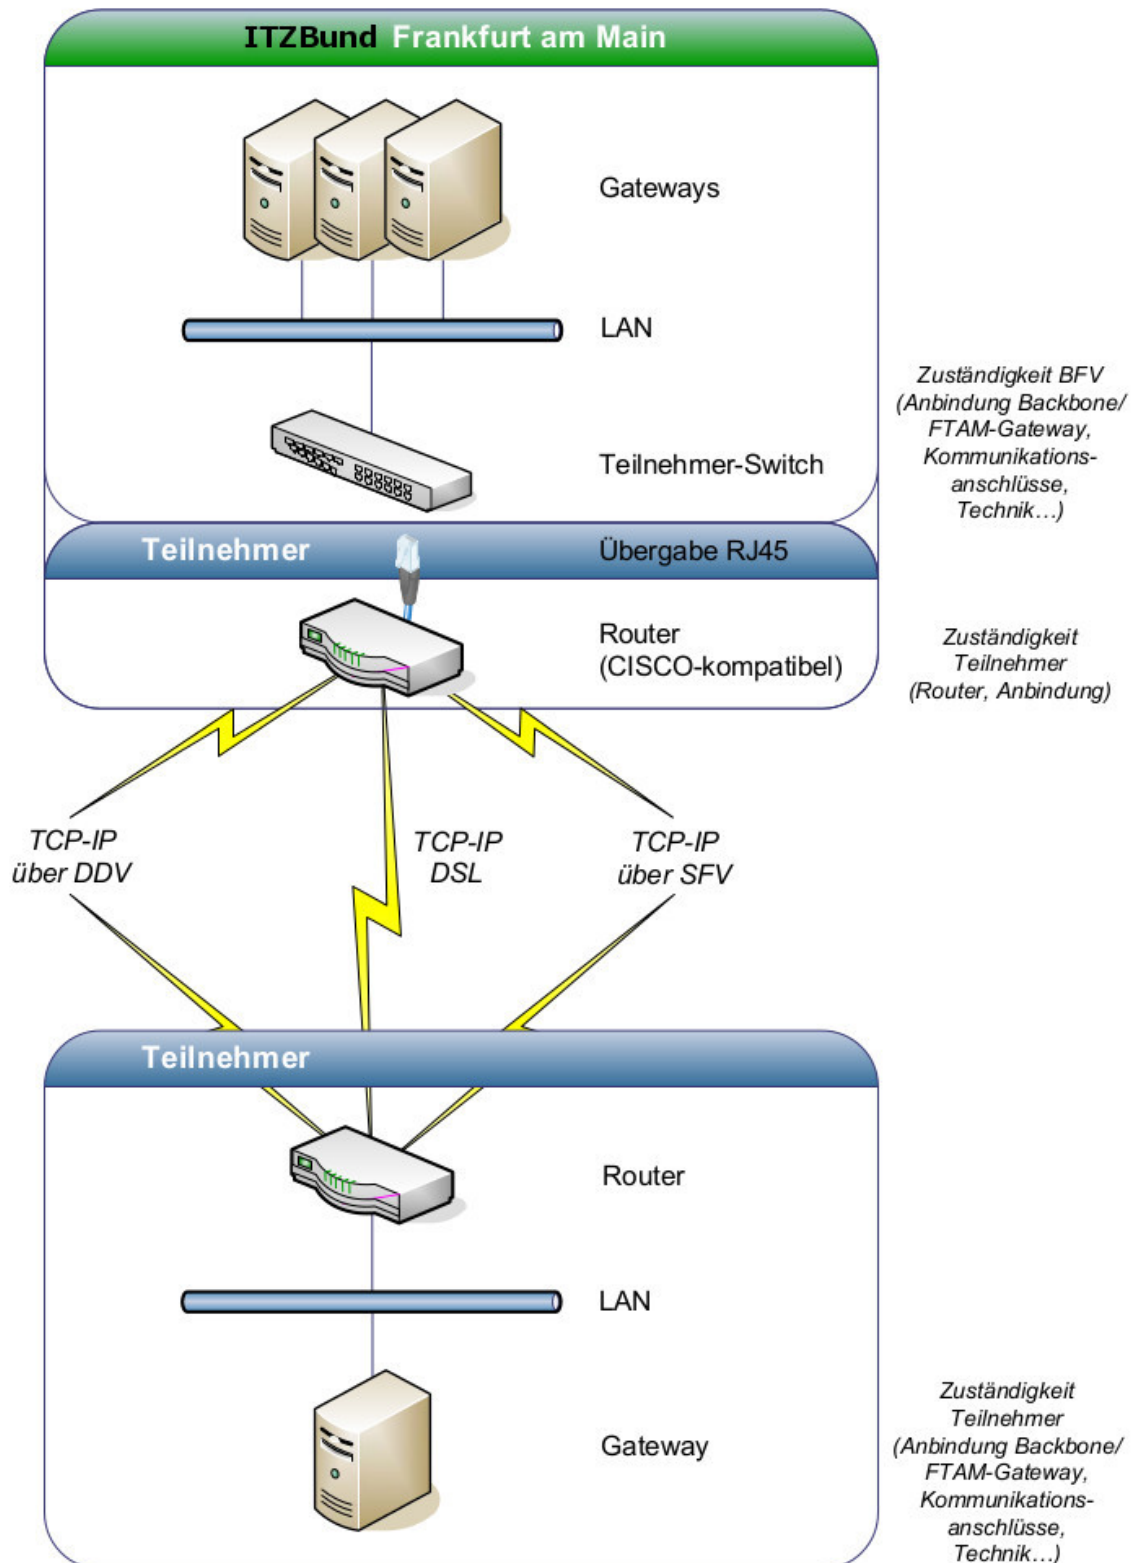 ITZBund Frankfurt am Main
Gateways
LAN
Zuständigkeit BFV
(Anbindung Backbone/
FTAM-Gateway,
Kommunikations-
anschlüsse,
Technik...)
Teilnehmer-Switch
Teilnehmer
Übergabe RJ45
Router
(CISCO-kompatibel)
Zuständigkeit
Teilnehmer
(Router, Anbindung)
TCP-IP
über DDV
TCP-IP
DSL
TCP-IP
über SFV
Teilnehmer
Router
LAN
Gateway
Zuständigkeit
Teilnehmer
(Anbindung Backbone/
FTAM-Gateway,
Kommunikations-
anschlüsse,
Technik...)